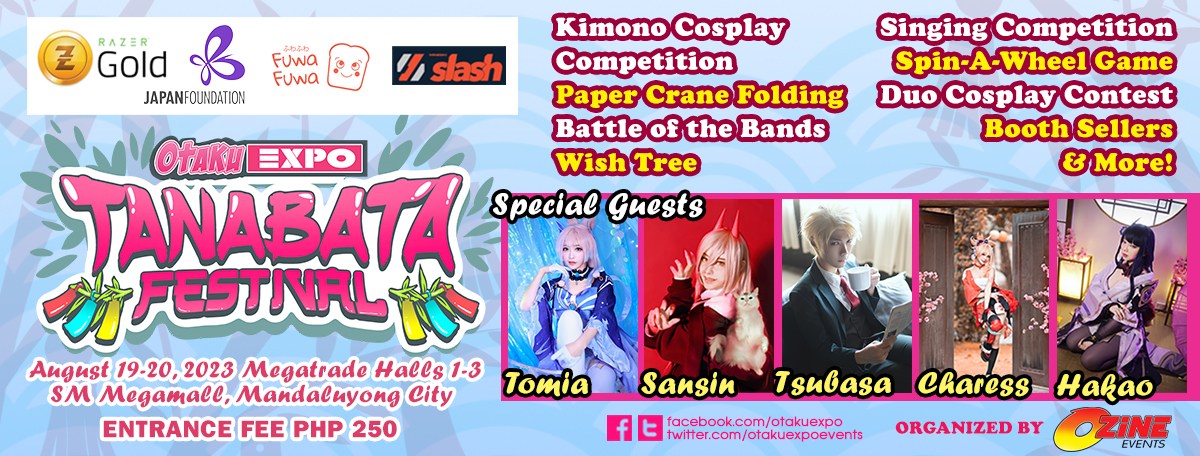 RAZER
Gold
JAPANFOUNDATION
ふわふわ
FUWA
FUWA
slash
OTAKU EXPO
TANABATA
FESTIVAL
August 19-20, 2023 Megatrade Halls 1-3
SM Megamall, Mandaluyong City
ENTRANCE FEE PHP 250
Kimono Cosplay
Competition
Paper Crane Folding
Battle of the Bands
Wish Tree
Singing Competition
Spin-A-Wheel Game
Duo Cosplay Contest
Booth Sellers
& More!
Special Guests
Tomia
Sansin
Tsubasa
Charess
Hakao
facebook.com/otakuexpo
twitter.com/otakuexpoevents
ORGANIZED BY
OZINE
EVENTS